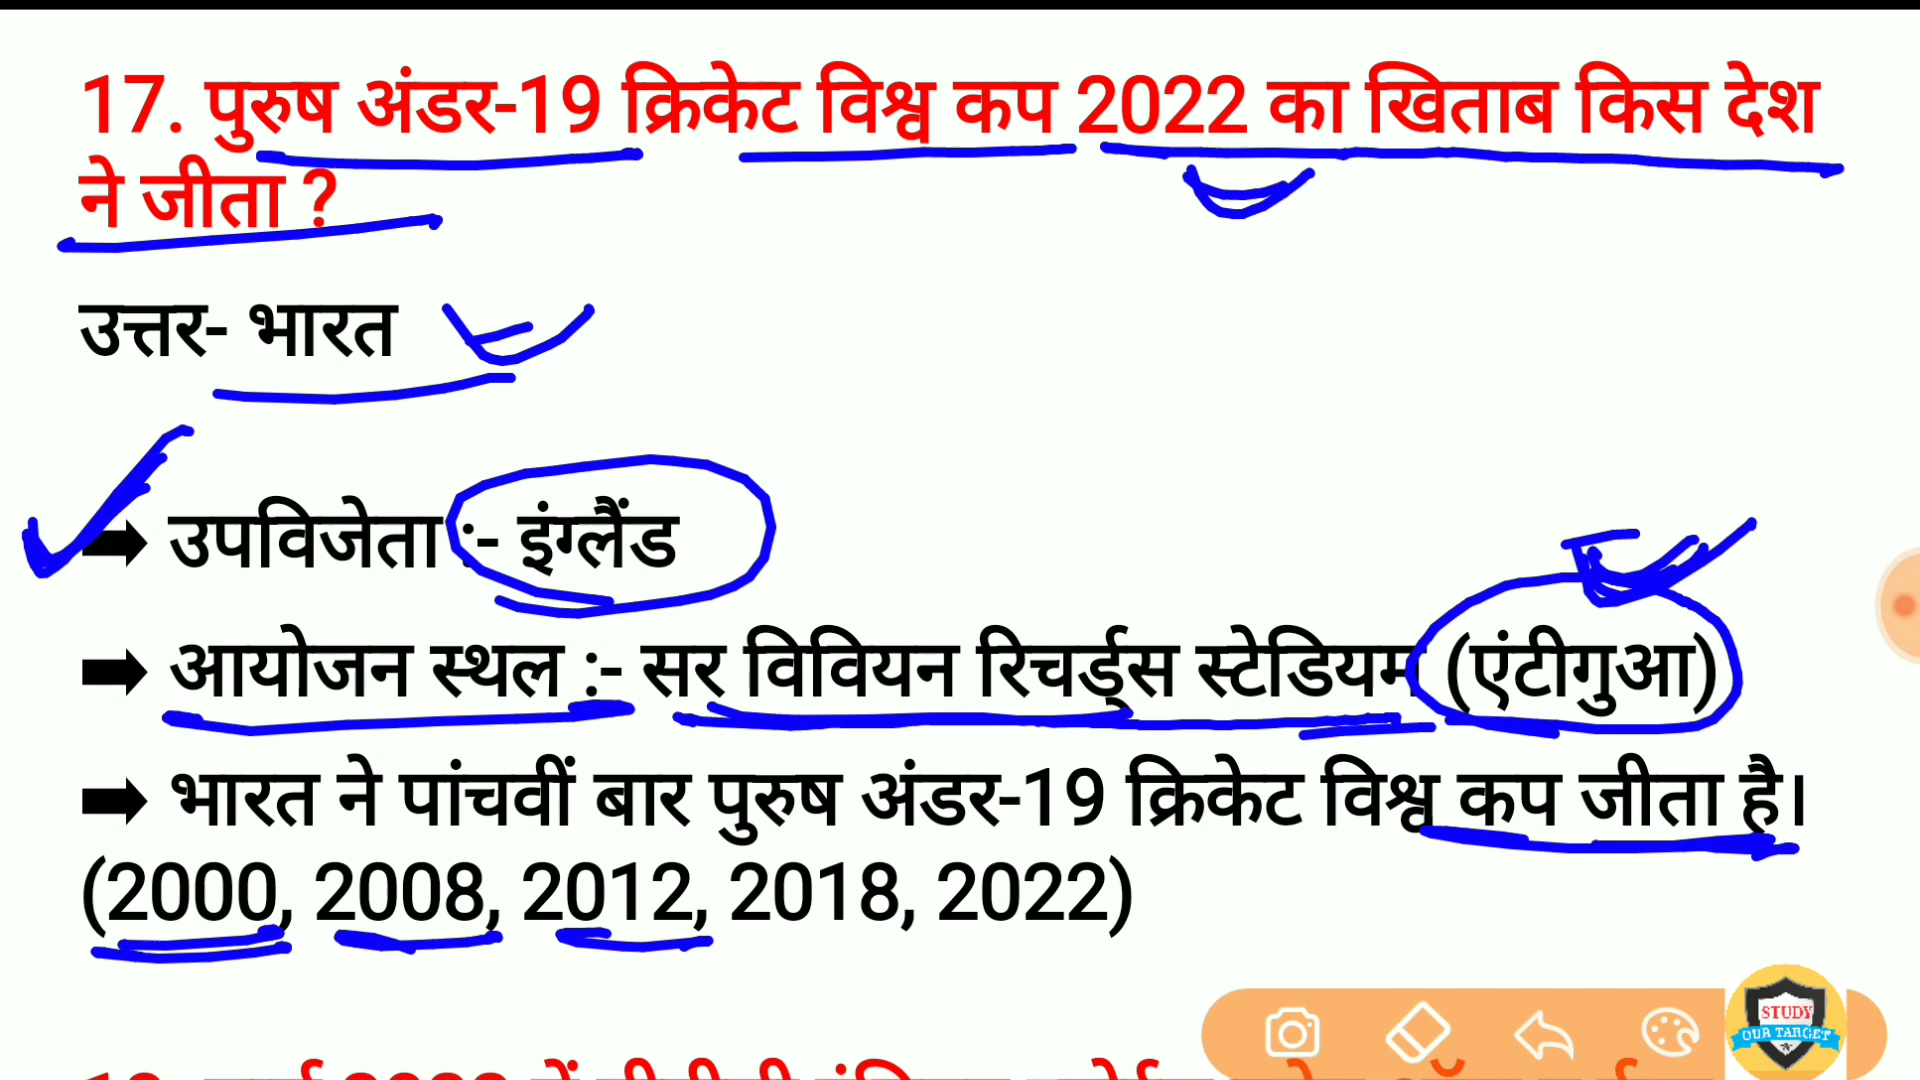 17. पुरुष अंडर-19 क्रिकेट विश्व कप 2022 का खिताब किस देश
ने जीता ?
उत्तर- भारत
➡ उपविजेता :- इंग्लैंड
➡ आयोजन स्थल :- सर विवियन रिचर्ड्स स्टेडियम (एंटीगुआ)
➡ भारत ने पांचवीं बार पुरुष अंडर-19 क्रिकेट विश्व कप जीता है।
(2000, 2008, 2012, 2018, 2022)
STUDY
OUR TARGET